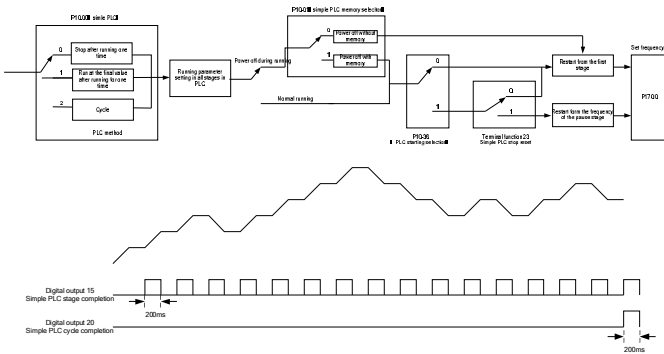 P10.00( simle PLC)
P10-01( simple PLC memory selection)
0
Stop after running one
time
1
Run at the final value
after running for one
time
2
Cycle
PLC method
Running parameter
setting in all stages in
PLC
Power off during running
0
Power off without
memory.
1
Power off with
memory.
Normal running
0
1
P10-36
( PLC starting selection)
0
1
Terminal function 23
Simple PLC stop reset
Restart from the first
stage
Restart form the frequency
of the pause stage
Set frequency
P17.00
Digital output 15
Simple PLC stage completion
200ms
Digital output 20
Simple PLC cycle completion
200ms